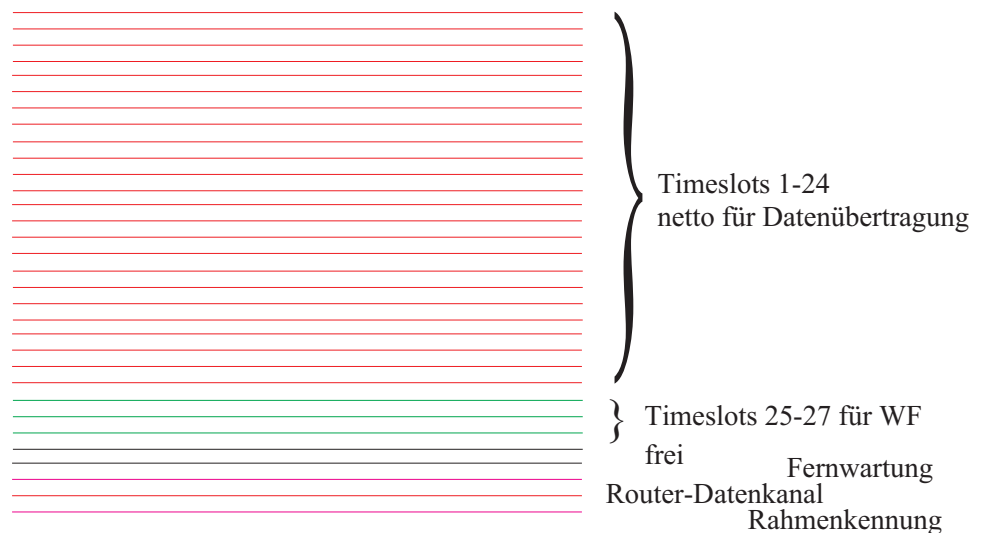 Timeslots 1-24
netto für Datenübertragung
} Timeslots 25-27 für WF
frei
Fernwartung
Router-Datenkanal
Rahmenkennung